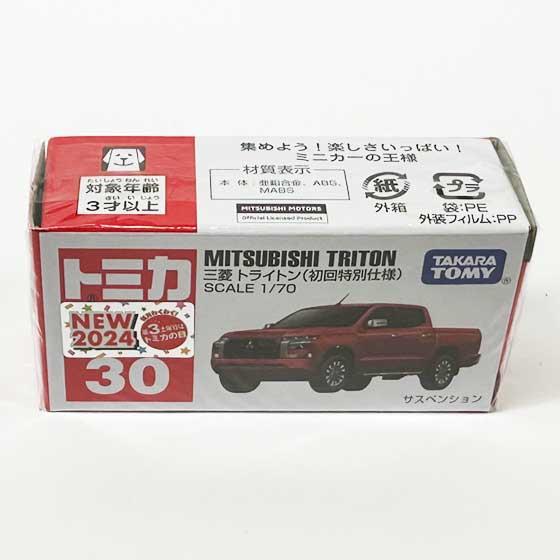 たいしょうねんれい
対象年齢
さいいじょう
3才以上
集めよう！楽しさいっぱい！
ミニカーの王様
材質表示
本体：亜鉛合金、ABS、
MABS
MITSUBISHI MOTORS
Official Licensed Product
紙
外箱
プラ
袋:PE
外装フィルム:PP
トミカ
MITSUBISHI TRITON
三菱 トライトン(初回特別仕様)
SCALE 1/70
TAKARA
TOMY
NEW
2024
第3土曜日は
トミカの日
30
サスペンション